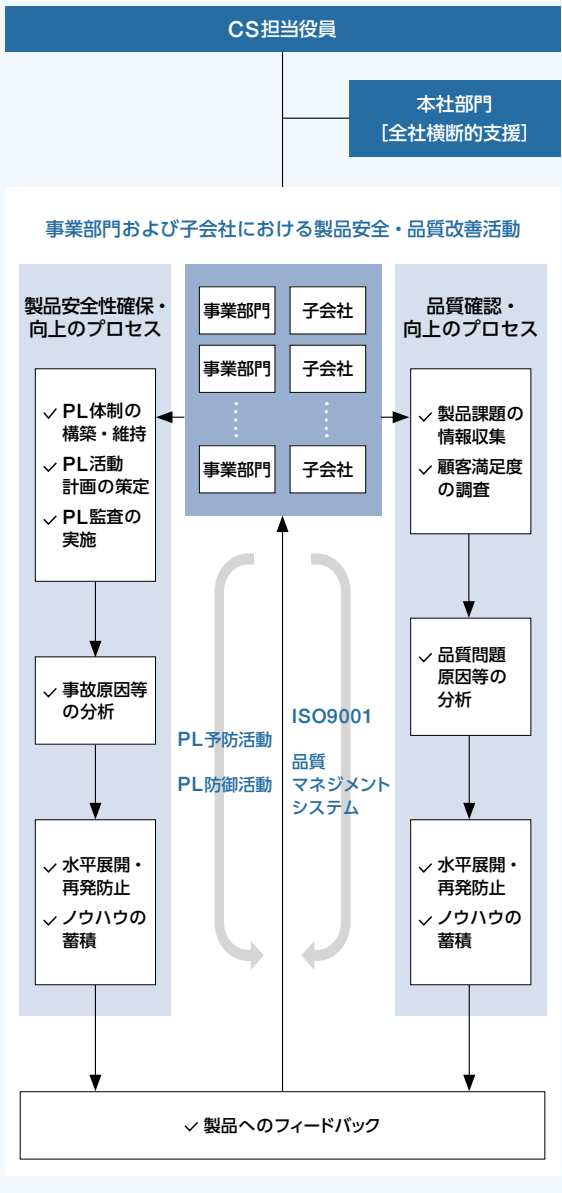 CS担当役員
本社部門
[全社横断的支援]
事業部門および子会社における製品安全・品質改善活動
製品安全性確保・
向上のプロセス
✓ PL体制の
構築・維持
✓ PL活動
計画の策定
✓ PL監査の
実施
✓ 事故原因等
の分析
✓ 水平展開・
再発防止
✓ ノウハウの
蓄積
事業部門
子会社
事業部門
子会社
事業部門
子会社
PL予防活動
PL防御活動
ISO9001
品質
マネジメント
システム
品質確認・
向上のプロセス
✓ 製品課題の
情報収集
✓ 顧客満足度
の調査
✓ 品質問題
原因等の
分析
✓ 水平展開・
再発防止
✓ ノウハウの
蓄積
✓ 製品へのフィードバック